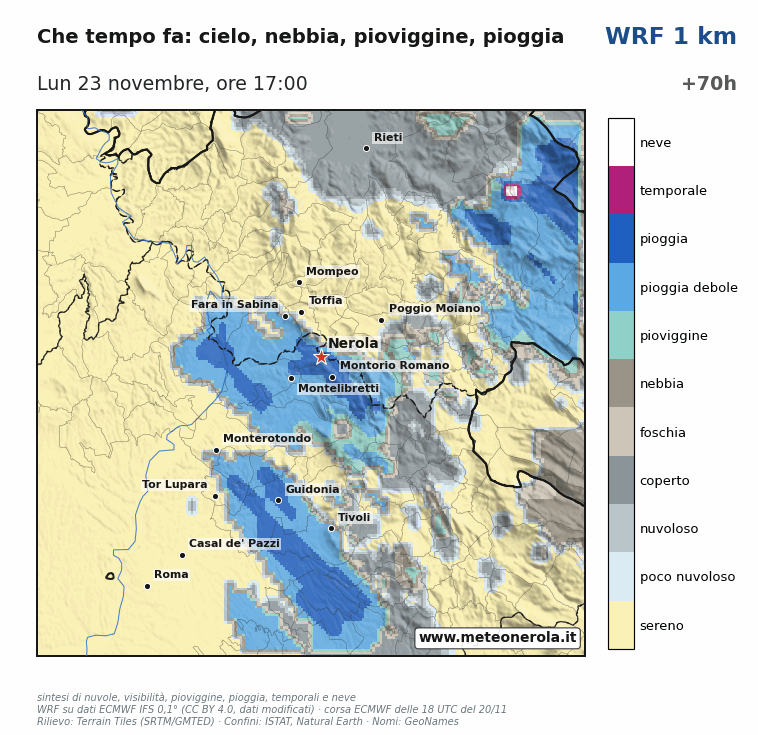 Che tempo fa: cielo, nebbia, pioviggine, pioggia
WRF 1 km
Lun 23 novembre, ore 17:00
+70h
Rieti
Mompeo
Fara in Sabina
Toffia
Poggio Moiano
Nerola
Montorio Romano
Montelibretti
Monterotondo
Tor Lupara
Guidonia
Tivoli
Casal de' Pazzi
Roma
www.meteonerola.it
neve
temporale
pioggia
pioggia debole
pioviggine
nebbia
foschia
coperto
nuvoloso
poco nuvoloso
sereno
sintesi di nuvole, visibilità, pioviggine, pioggia, temporali e neve
WRF su dati ECMWF IFS 0,1° (CC BY 4.0, dati modificati) · corsa ECMWF delle 18 UTC del 20/11
Rilievo: Terrain Tiles (SRTM/GMTED) · Confini: ISTAT, Natural Earth · Nomi: GeoNames